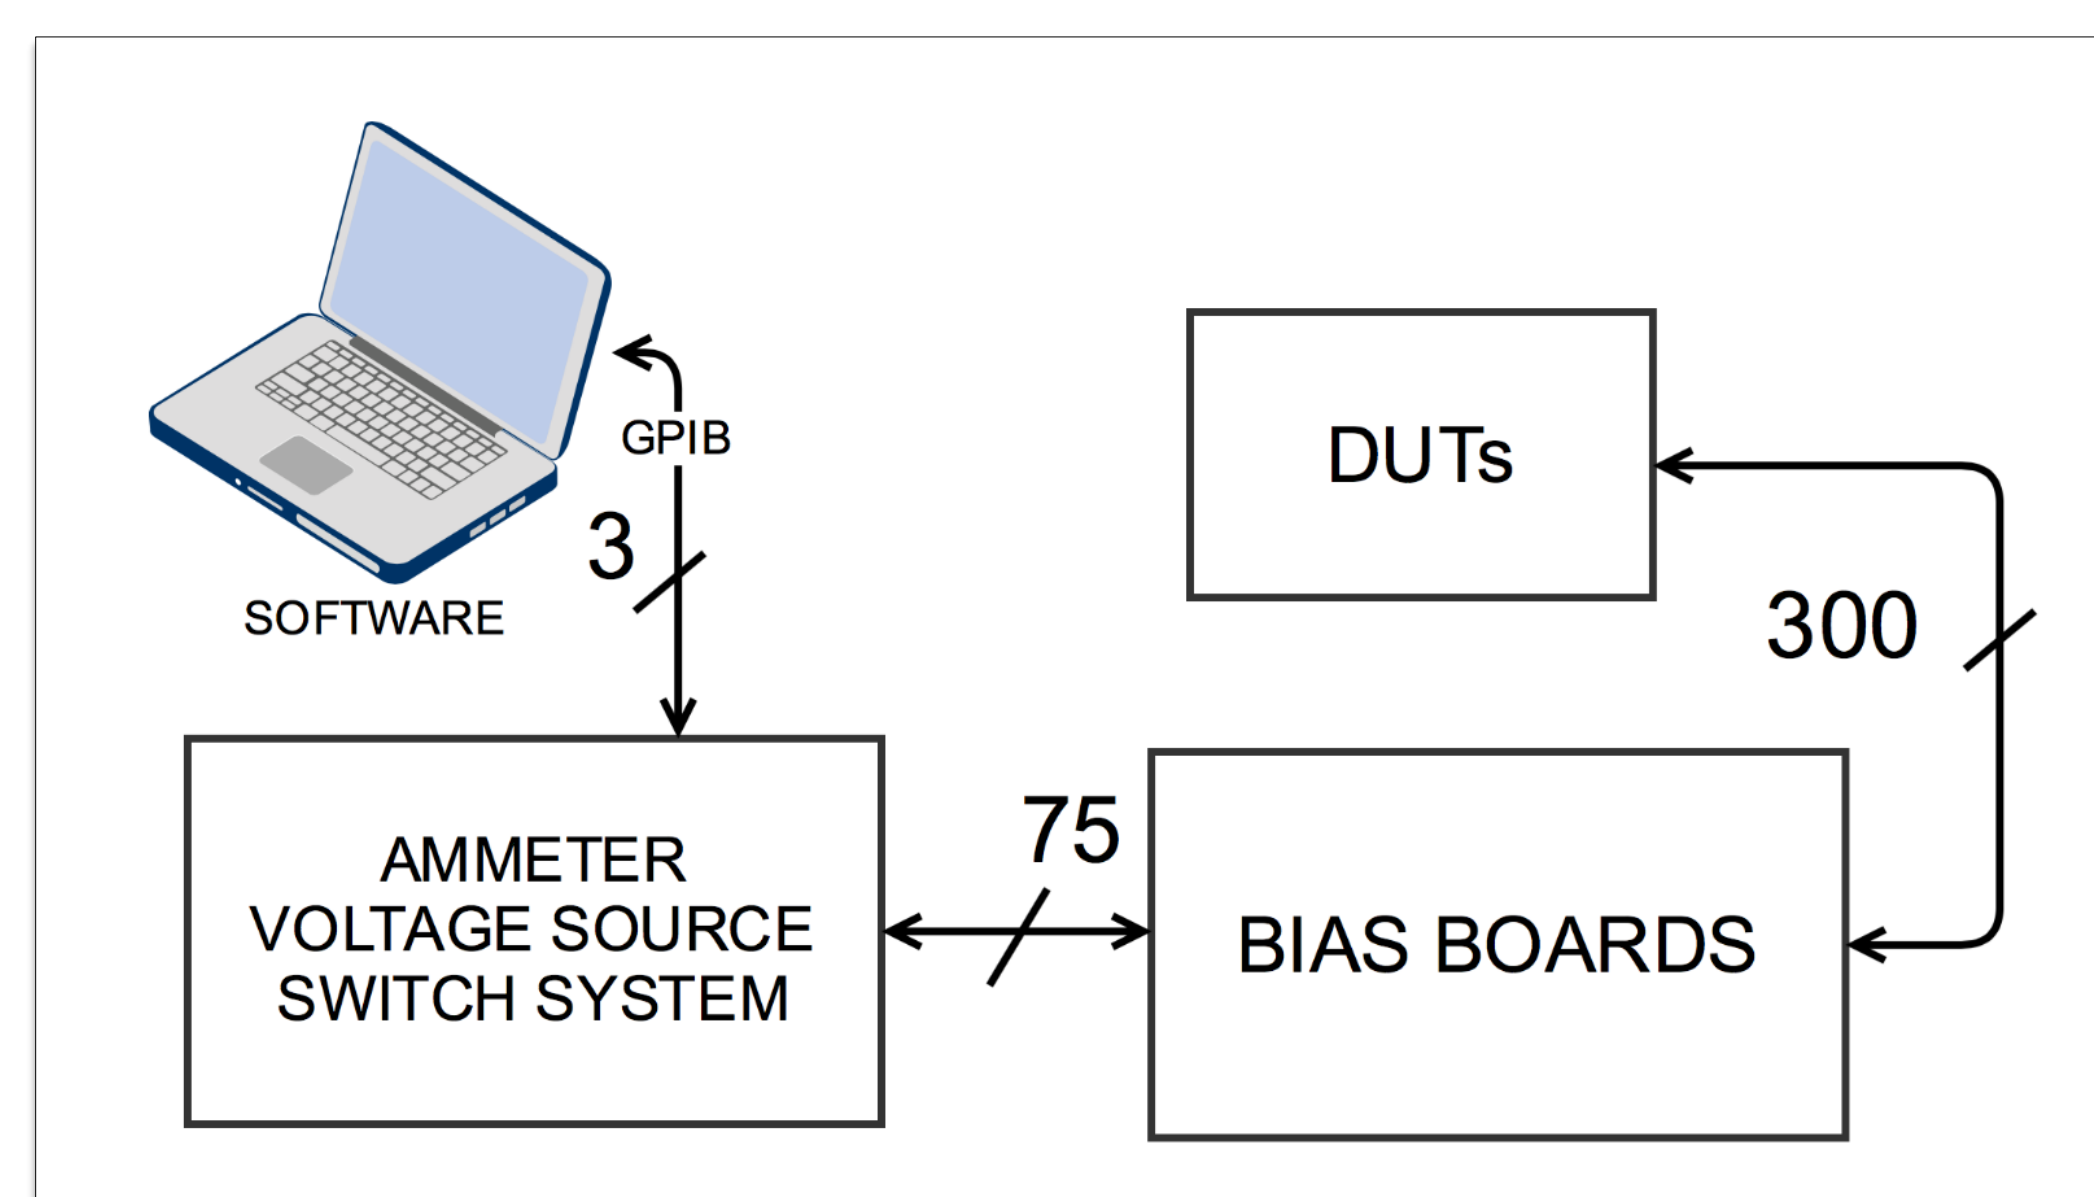 GPIB
3
SOFTWARE
DUTs
300
AMMETER
VOLTAGE SOURCE
SWITCH SYSTEM
75
BIAS BOARDS